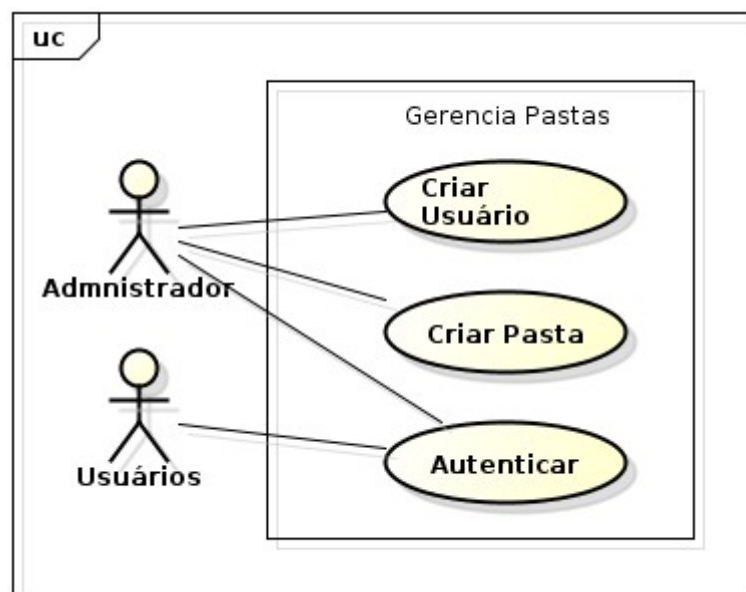 uc
Gerencia Pastas
Criar
Usuário
Admnistrador
Criar Pasta
Usuários
Autenticar